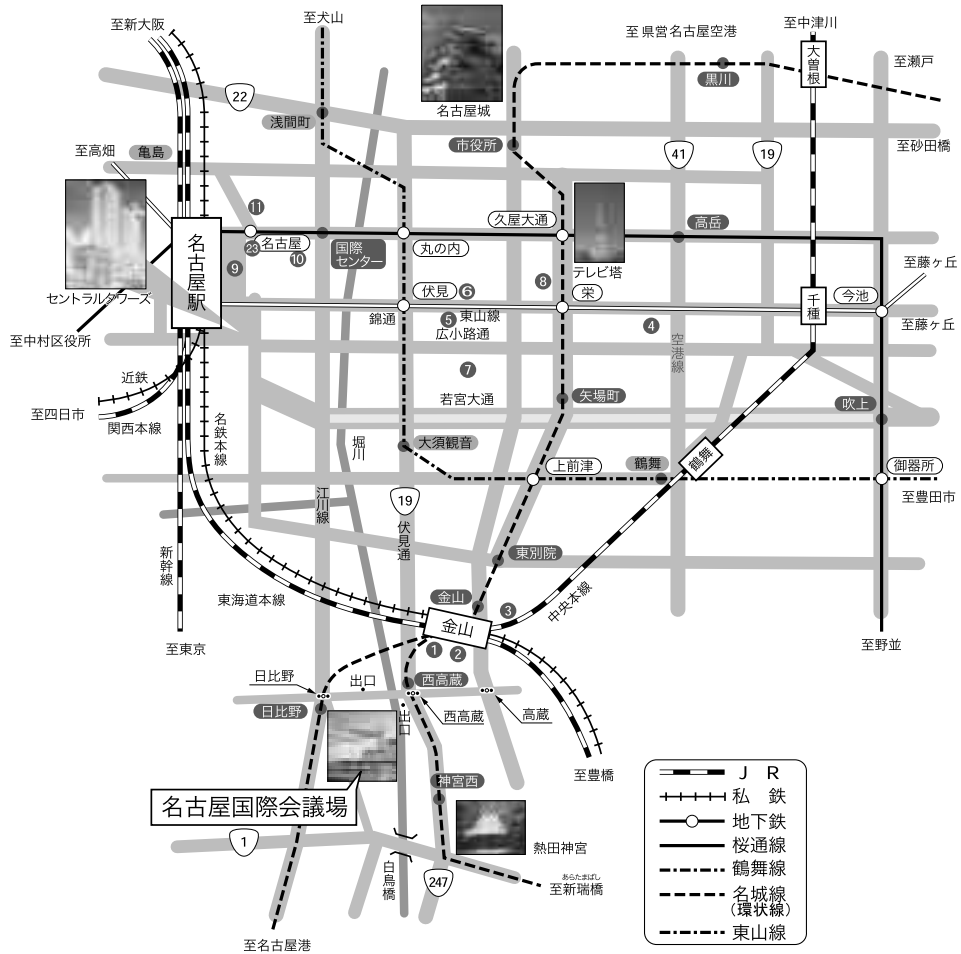 至新大阪
至犬山
至県営名古屋空港
至中津川
大曽根
至瀬戸
22
浅間町
名古屋城
黒川
市役所
41
19
至砂田橋
至高畑
亀島
11
久屋大通
高岳
名古屋駅
名古屋
23
10
9
国際
センター
丸の内
テレビ塔
至藤ヶ丘
セントラルタワーズ
伏見
6
8
栄
千種
今池
錦通
5
東山線
広小路通
4
空港線
至藤ヶ丘
至中村区役所
7
近鉄
若宮大通
矢場町
吹上
至四日市
関西本線
名鉄本線
堀川
大須観音
上前津
鶴舞
鶴舞
御器所
至豊田市
江川線
19
伏見通
新幹線
東別院
東海道本線
金山
3
中央本線
金山
1
2
至東京
至野並
日比野
出口
西高蔵
日比野
出口
西高蔵
高蔵
神宮西
至豊橋
名古屋国際会議場
1
熱田神宮
白鳥橋
247
あらたまばし
至新瑞橋
至名古屋港
JR
私鉄
地下鉄
桜通線
鶴舞線
名城線
(環状線)
東山線